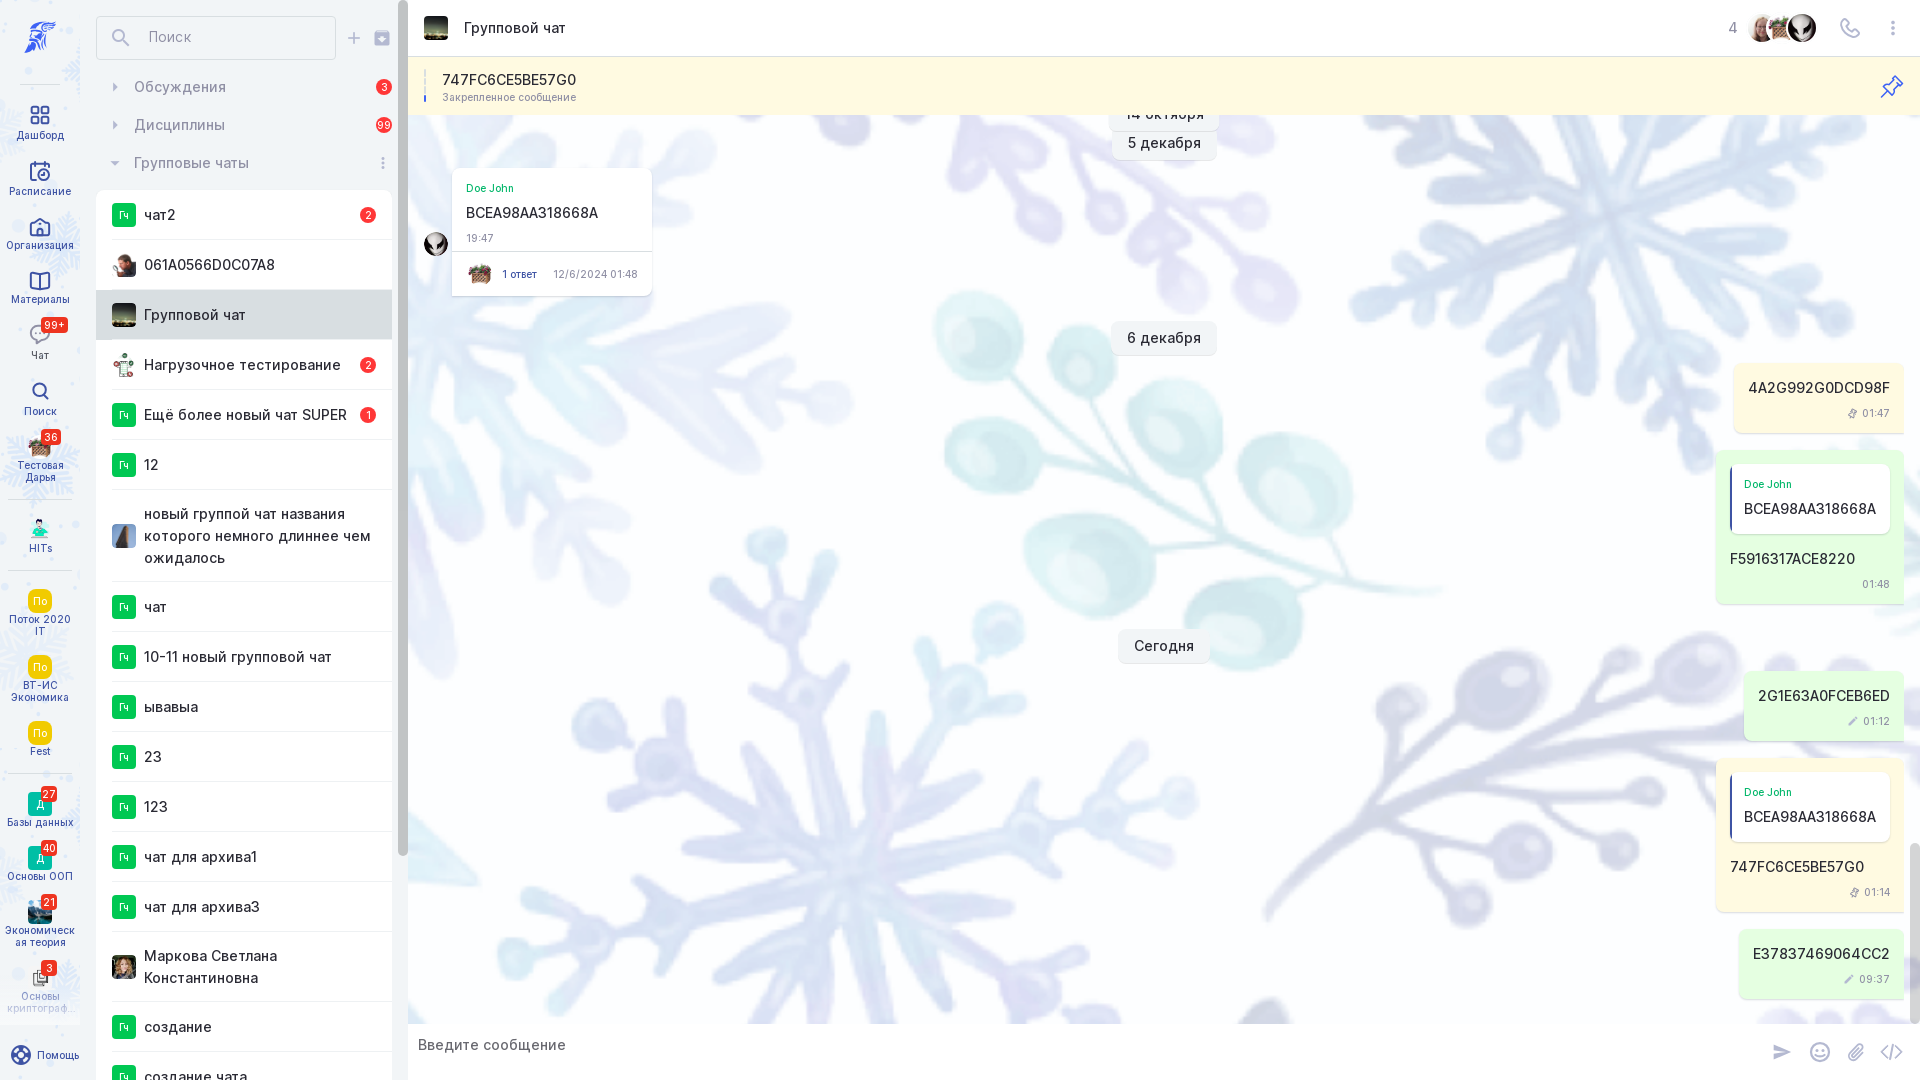 Дашборд
Расписание
Организация
Материалы
99+
Чат
Поиск
36
Тестовая
Дарья
HITs
По
Поток 2020
IT
По
ВТ-ИС
Экономика
По
Fest
27
Д
Базы данных
40
Д
Основы ООП
21
Экономическ
ая теория
3
Основы
криптограф...
Помощь
Поиск
Обсуждения
3
Дисциплины
99
Групповые чаты
Гч чат2 2
061A0566D0C07A8
Групповой чат
Нагрузочное тестирование 2
Гч Ещё более новый чат SUPER 1
Гч 12
новый группой чат названия
которого немного длиннее чем
ожидалось
Гч чат
Гч 10-11 новый групповой чат
Гч ывавыа
Гч 23
Гч 123
Гч чат для архива1
Гч чат для архива3
Маркова Светлана
Константиновна
Гч создание
Гч создание чата
Групповой чат
4
747FC6CE5BE57G0
Закрепленное сообщение
14 октября
5 декабря
Doe John
BCEA98AA318668A
19:47
1 ответ 12/6/2024 01:48
6 декабря
4A2G992G0DCD98F
01:47
Doe John
BCEA98AA318668A
F5916317ACE8220
01:48
Сегодня
2G1E63A0FCEB6ED
01:12
Doe John
BCEA98AA318668A
747FC6CE5BE57G0
01:14
E37837469064CC2
09:37
Введите сообщение